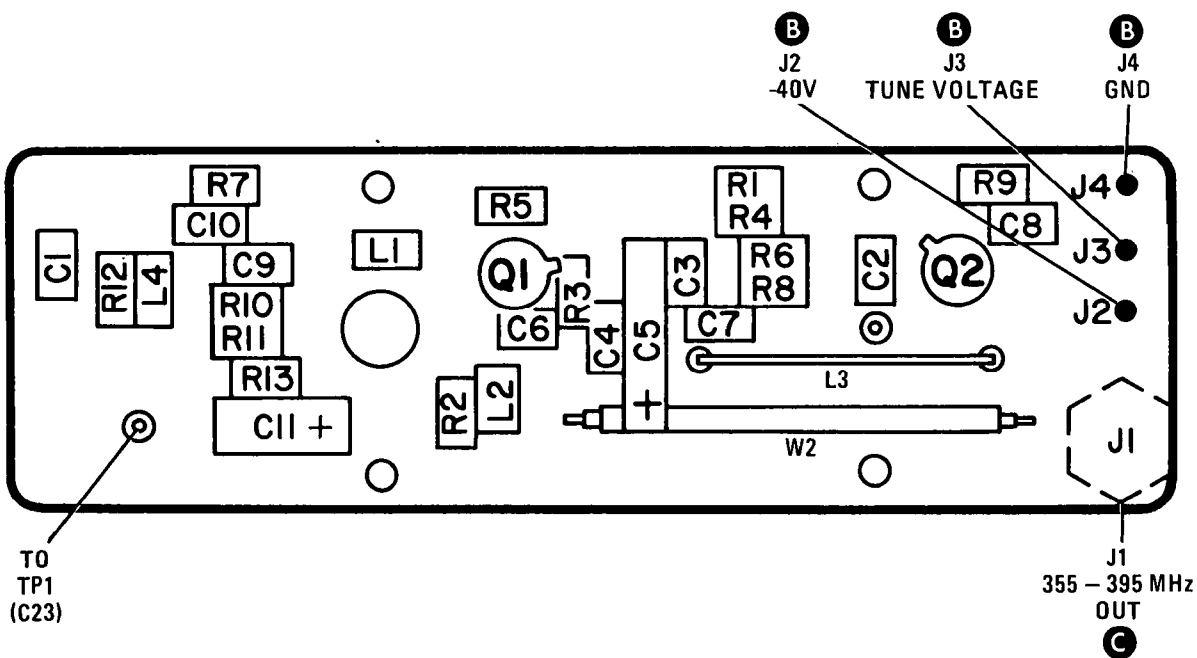 B
J2
-40V
B
J3
TUNE VOLTAGE
B
J4
GND
R7
C10
C9
R10
R11
R13
C11 +
C1
R12
L4
L1
R5
Q1
R3
C6
C4
C5
+
C3
R1
R4
R6
R8
C7
C2
Q2
R9
C8
J4
J3
J2
L3
R2
L2
W2
J1
TO
TP1
(C23)
J1
355 – 395 MHz
OUT
C